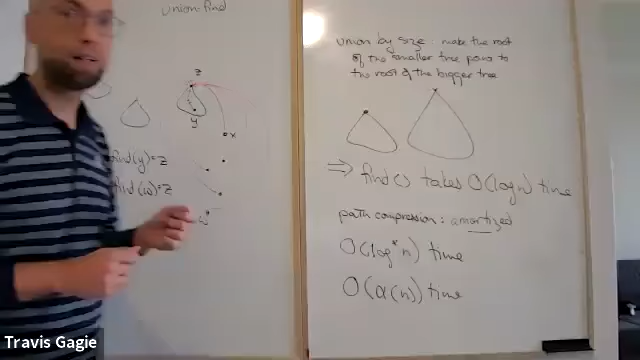 union-find
z
y
x
find(y)=z
find(w)=z
w
union by size: make the root
of the smaller tree point to
the root of the bigger tree
⇒ find() takes O(log n) time
path compression: amortized
O(log* n) time
O(α(n)) time
Travis Gagie